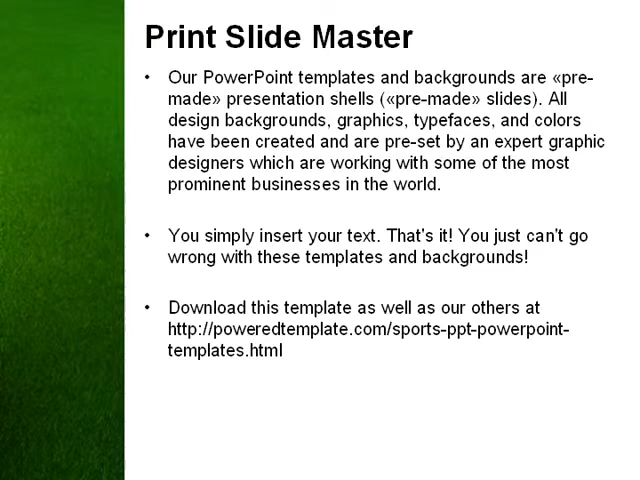 Print Slide Master
• Our PowerPoint templates and backgrounds are «pre-
made» presentation shells («pre-made» slides). All
design backgrounds, graphics, typefaces, and colors
have been created and are pre-set by an expert graphic
designers which are working with some of the most
prominent businesses in the world.
• You simply insert your text. That's it! You just can't go
wrong with these templates and backgrounds!
• Download this template as well as our others at
http://poweredtemplate.com/sports-ppt-powerpoint-
templates.html